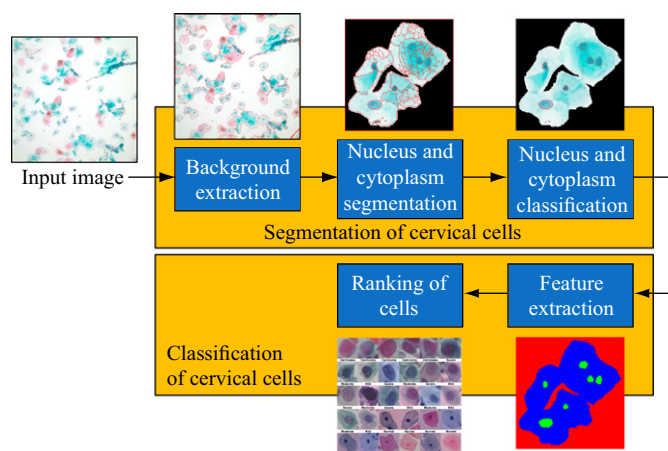 Input image
Background
extraction
Nucleus and
cytoplasm
segmentation
Nucleus and
cytoplasm
classification
Segmentation of cervical cells
Ranking of
cells
Feature
extraction
Classification
of cervical cells